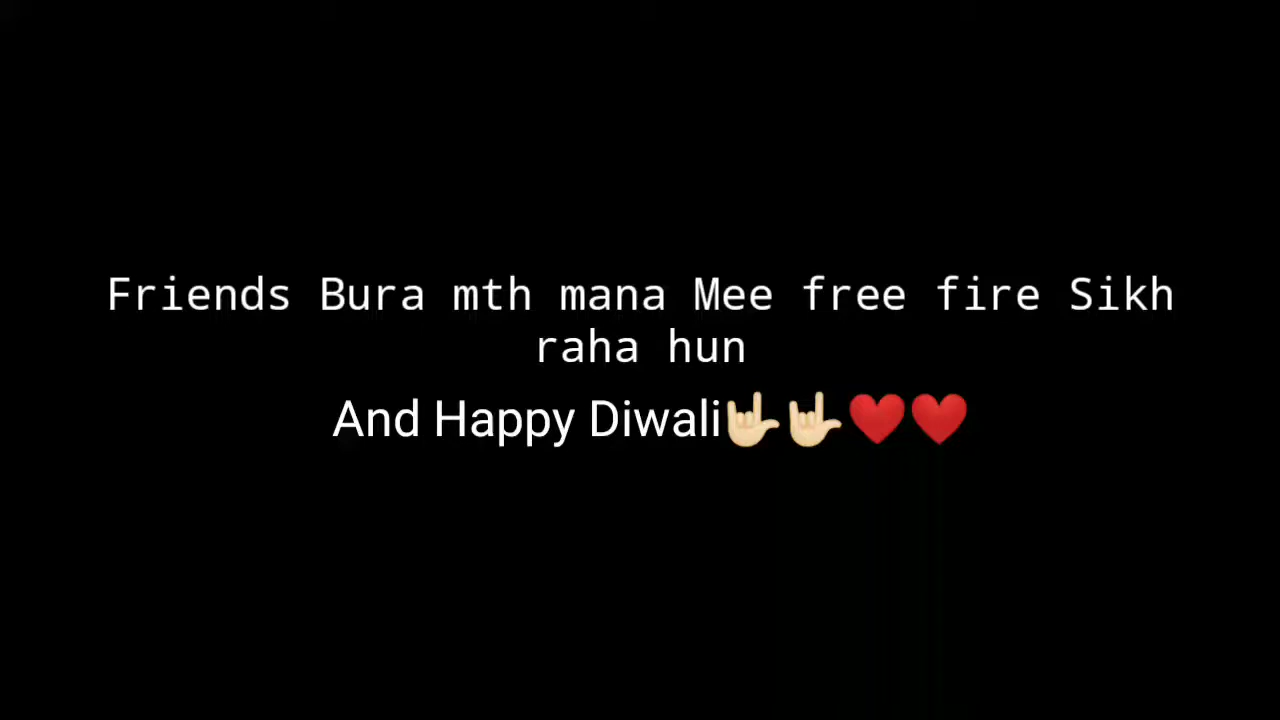 Friends Bura mth mana Mee free fire Sikh
raha hun
And Happy Diwali🤟🏼🤟🏼❤️❤️